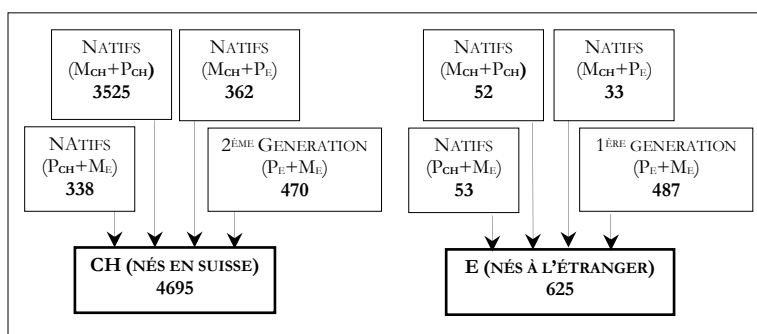 NATIFS
(MCH+PCH)
3525
NATIFS
(MCH+PE)
362
NATIFS
(PCH+ME)
338
2ÈME GENERATION
(PE+ME)
470
CH (NÉS EN SUISSE)
4695
NATIFS
(MCH+PCH)
52
NATIFS
(MCH+PE)
33
NATIFS
(PCH+ME)
53
1ÈRE GENERATION
(PE+ME)
487
E (NÉS À L'ÉTRANGER)
625